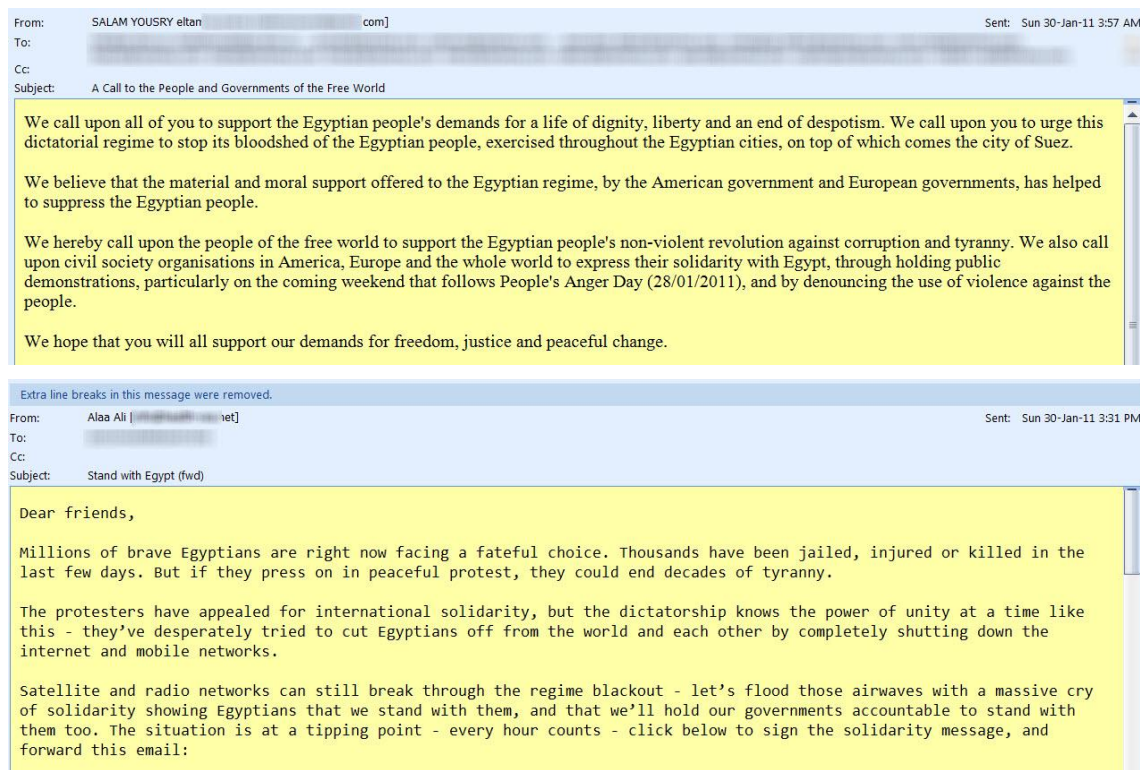 From: SALAM YOUSRY eltam com] Sent: Sun 30-Jan-11 3:57 AM
To:
Cc:
Subject: A Call to the People and Governments of the Free World
We call upon all of you to support the Egyptian people's demands for a life of dignity, liberty and an end of despotism. We call upon you to urge this
dictatorial regime to stop its bloodshed of the Egyptian people, exercised throughout the Egyptian cities, on top of which comes the city of Suez.
We believe that the material and moral support offered to the Egyptian regime, by the American government and European governments, has helped
to suppress the Egyptian people.
We hereby call upon the people of the free world to support the Egyptian people's non-violent revolution against corruption and tyranny. We also call
upon civil society organisations in America, Europe and the whole world to express their solidarity with Egypt, through holding public
demonstrations, particularly on the coming weekend that follows People's Anger Day (28/01/2011), and by denouncing the use of violence against the
people.
We hope that you will all support our demands for freedom, justice and peaceful change.
Extra line breaks in this message were removed.
From: Alaa Ali [ net] Sent: Sun 30-Jan-11 3:31 PM
To:
Cc:
Subject: Stand with Egypt (fwd)
Dear friends,
Millions of brave Egyptians are right now facing a fateful choice. Thousands have been jailed, injured or killed in the
last few days. But if they press on in peaceful protest, they could end decades of tyranny.
The protesters have appealed for international solidarity, but the dictatorship knows the power of unity at a time like
this - they’ve desperately tried to cut Egyptians off from the world and each other by completely shutting down the
internet and mobile networks.
Satellite and radio networks can still break through the regime blackout - let’s flood those airwaves with a massive cry
of solidarity showing Egyptians that we stand with them, and that we’ll hold our governments accountable to stand with
them too. The situation is at a tipping point - every hour counts - click below to sign the solidarity message, and
forward this email: